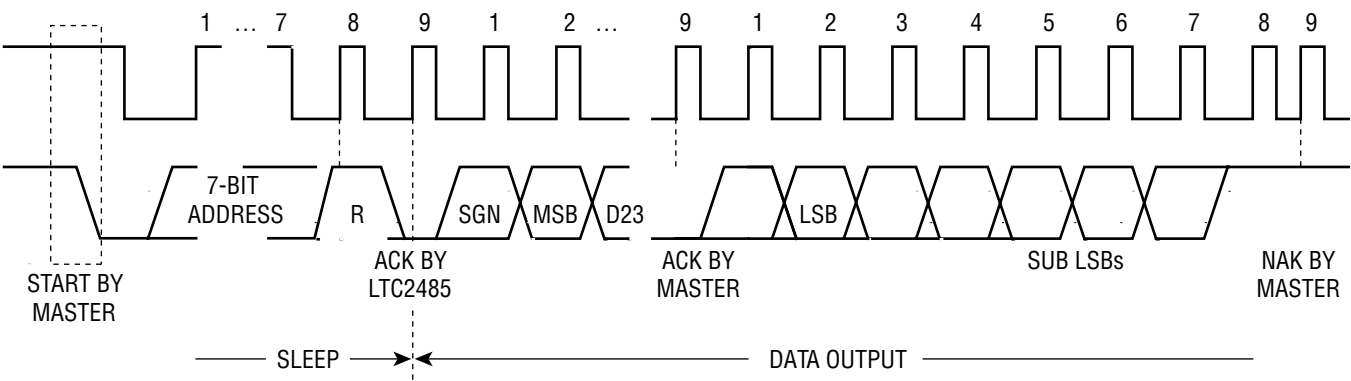 1 … 7 8 9 1 2 … 9 1 2 3 4 5 6 7 8 9
7-BIT
ADDRESS
R
SGN
MSB
D23
LSB
START BY
MASTER
ACK BY
LTC2485
ACK BY
MASTER
SUB LSBs
NAK BY
MASTER
SLEEP
DATA OUTPUT